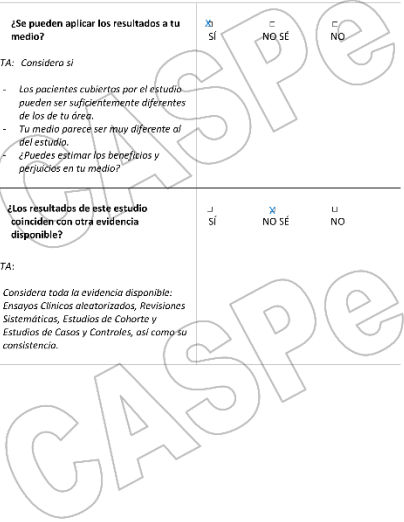 ¿Se pueden aplicar los resultados a tu
medio?
X
SÍ NO SÉ NO
TA: Considera si
- Los pacientes cubiertos por el estudio
pueden ser suficientemente diferentes
de los de tu área.
- Tu medio parece ser muy diferente al
del estudio.
- ¿Puedes estimar los beneficios y
perjuicios en tu medio?
¿Los resultados de este estudio
coinciden con otra evidencia
disponible?
X
SÍ NO SÉ NO
TA:
Considera toda la evidencia disponible:
Ensayos Clínicos aleatorizados, Revisiones
Sistemáticas, Estudios de Cohorte y
Estudios de Casos y Controles, así como su
consistencia.
CASPe
CASPe